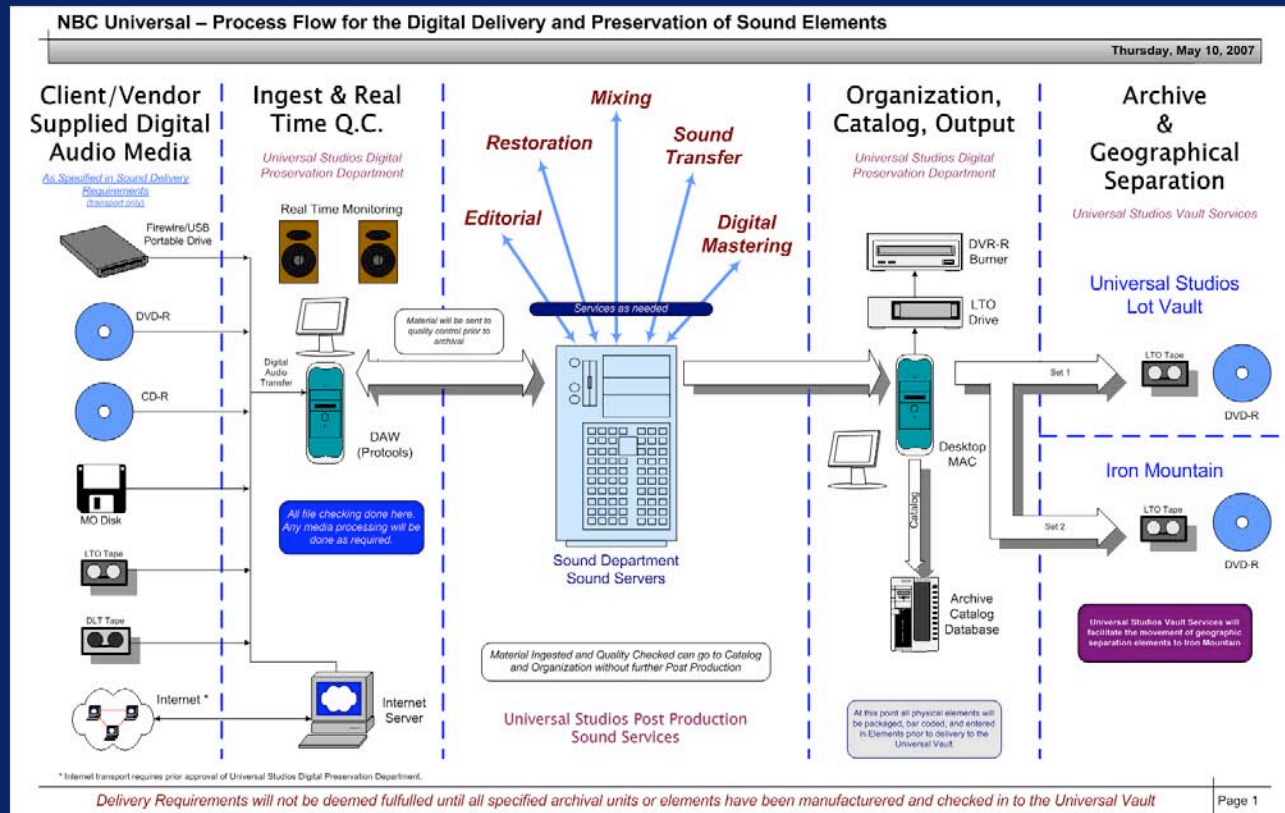 NBC Universal – Process Flow for the Digital Delivery and Preservation of Sound Elements
Thursday, May 10, 2007
Client/Vendor
Supplied Digital
Audio Media
As Specified in Sound Delivery
Requirements
(transport only)
Firewire/USB
Portable Drive
DVD-R
CD-R
MO Disk
LTO Tape
DLT Tape
Internet *
Ingest & Real
Time Q.C.
Universal Studios Digital
Preservation Department
Real Time Monitoring
Digital
Audio
Transfer
DAW
(Protools)
All file checking done here.
Any media processing will be
done as required.
Internet
Server
Material will be sent to
quality control prior to
archival
Mixing
Restoration
Sound
Transfer
Editorial
Digital
Mastering
Services as needed
Sound Department
Sound Servers
Material Ingested and Quality Checked can go to Catalog
and Organization without further Post Production
Universal Studios Post Production
Sound Services
Organization,
Catalog, Output
Universal Studios Digital
Preservation Department
DVR-R
Burner
LTO
Drive
Desktop
MAC
Catalog
Archive
Catalog
Database
At this point all physical elements will
be packaged, bar coded, and entered
in Elements prior to delivery to the
Universal Vault
Archive
&
Geographical
Separation
Universal Studios Vault Services
Universal Studios
Lot Vault
Set 1
LTO Tape
DVD-R
Iron Mountain
Set 2
LTO Tape
DVD-R
Universal Studios Vault Services will
facilitate the movement of geographic
separation elements to Iron Mountain
* Internet transport requires prior approval of Universal Studios Digital Preservation Department.
Delivery Requirements will not be deemed fulfulled until all specified archival units or elements have been manufacturered and checked in to the Universal Vault
Page 1